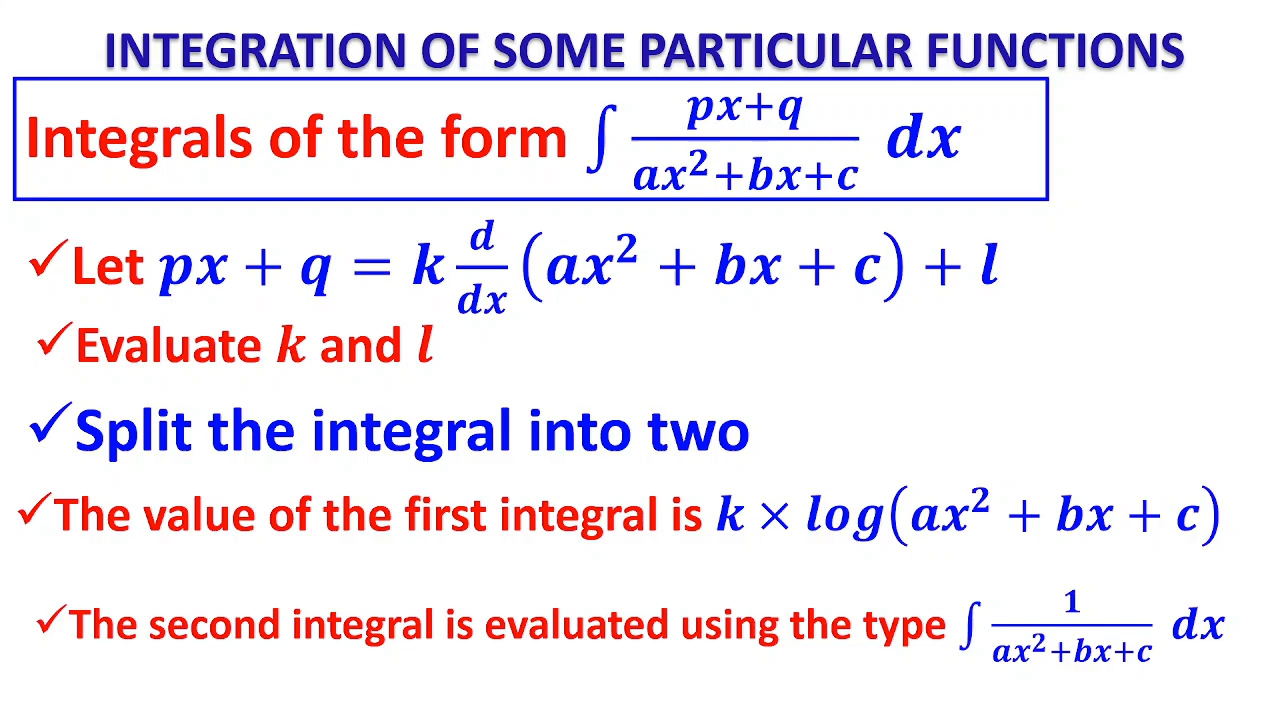 INTEGRATION OF SOME PARTICULAR FUNCTIONS
Integrals of the form ∫ (px+q)/(ax²+bx+c) dx
✓Let px + q = k d/dx (ax² + bx + c) + l
✓Evaluate k and l
✓Split the integral into two
✓The value of the first integral is k × log(ax² + bx + c)
✓The second integral is evaluated using the type ∫ 1/(ax²+bx+c) dx